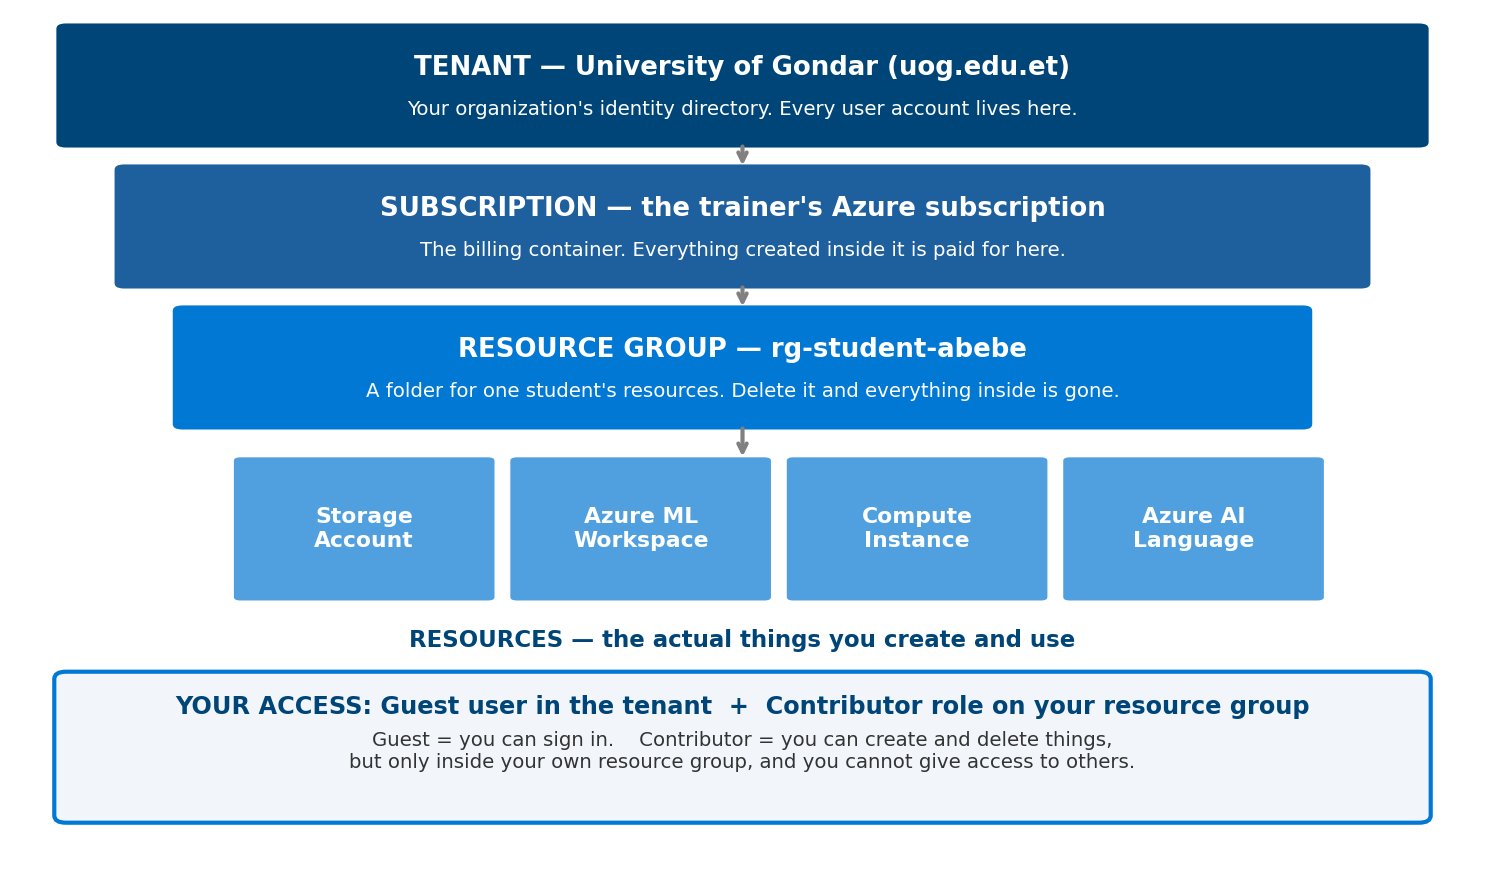 TENANT — University of Gondar (uog.edu.et)
Your organization's identity directory. Every user account lives here.
SUBSCRIPTION — the trainer's Azure subscription
The billing container. Everything created inside it is paid for here.
RESOURCE GROUP — rg-student-abebe
A folder for one student's resources. Delete it and everything inside is gone.
Storage
Account
Azure ML
Workspace
Compute
Instance
Azure AI
Language
RESOURCES — the actual things you create and use
YOUR ACCESS: Guest user in the tenant  +  Contributor role on your resource group
Guest = you can sign in.    Contributor = you can create and delete things,
but only inside your own resource group, and you cannot give access to others.